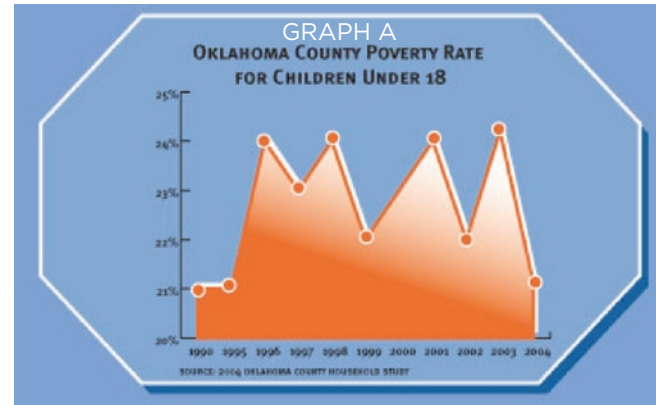 GRAPH A
OKLAHOMA COUNTY POVERTY RATE
FOR CHILDREN UNDER 18
25%
24%
23%
22%
21%
20%
1990 1995 1996 1997 1998 1999 2000 2001 2002 2003 2004
SOURCE: 2004 OKLAHOMA COUNTY HOUSEHOLD STUDY